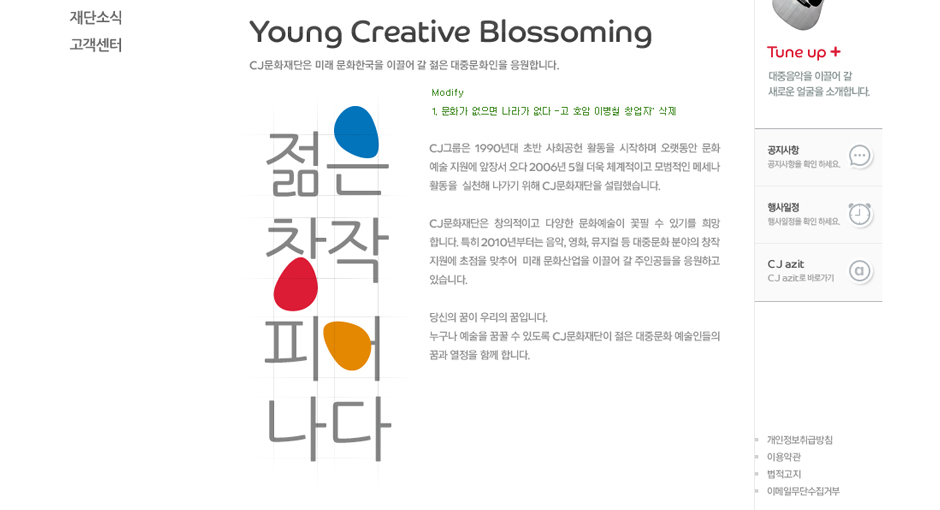 재단소식
고객센터
Young Creative Blossoming
CJ문화재단은 미래 문화한국을 이끌어 갈 젊은 대중문화인을 응원합니다.
Modify
1. 문화가 없으면 나라가 없다 -고 호암 이병철 창업자' 삭제
젊은
창작
피어
나다
CJ그룹은 1990년대 초반 사회공헌 활동을 시작하며 오랫동안 문화
예술 지원에 앞장서 오다 2006년 5월 더욱 체계적이고 모범적인 메세나
활동을 실천해 나가기 위해 CJ문화재단을 설립했습니다.
CJ문화재단은 창의적이고 다양한 문화예술이 꽃필 수 있기를 희망
합니다. 특히 2010년부터는 음악, 영화, 뮤지컬 등 대중문화 분야의 창작
지원에 초점을 맞추어 미래 문화산업을 이끌어 갈 주인공들을 응원하고
있습니다.
당신의 꿈이 우리의 꿈입니다.
누구나 예술을 꿈꿀 수 있도록 CJ문화재단이 젊은 대중문화 예술인들의
꿈과 열정을 함께 합니다.
Tune up +
대중음악을 이끌어 갈
새로운 얼굴을 소개합니다.
공지사항
공지사항을 확인 하세요.
행사일정
행사일정을 확인 하세요.
CJ azit
CJ azit로 바로가기
a
개인정보취급방침
이용약관
법적고지
이메일무단수집거부